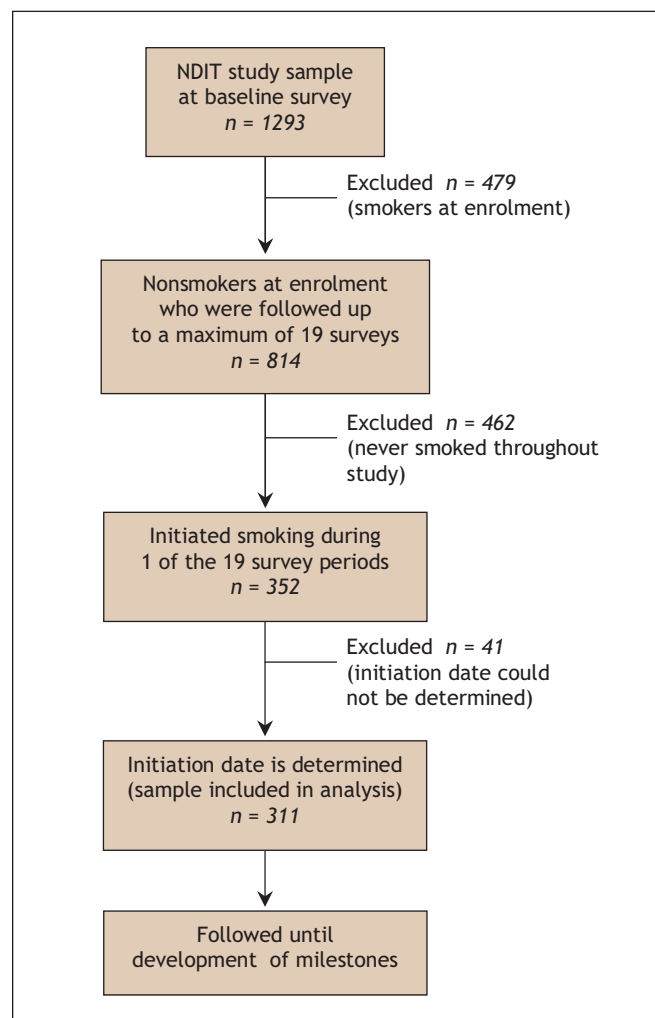 NDIT study sample
at baseline survey
n = 1293
Excluded n = 479
(smokers at enrolment)
Nonsmokers at enrolment
who were followed up
to a maximum of 19 surveys
n = 814
Excluded n = 462
(never smoked throughout
study)
Initiated smoking during
1 of the 19 survey periods
n = 352
Excluded n = 41
(initiation date could
not be determined)
Initiation date is determined
(sample included in analysis)
n = 311
Followed until
development of milestones